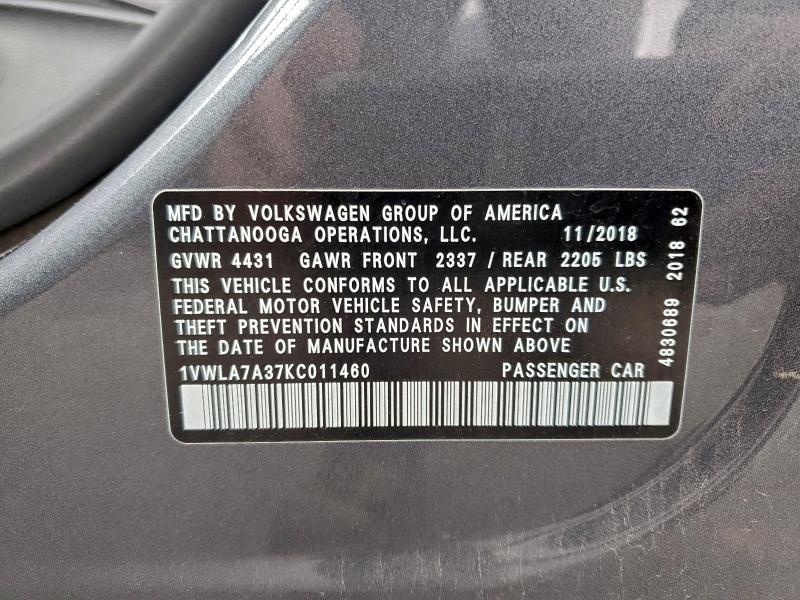 MFD BY VOLKSWAGEN GROUP OF AMERICA
CHATTANOOGA OPERATIONS, LLC. 11/2018
GVWR 4431 GAWR FRONT 2337 / REAR 2205 LBS
THIS VEHICLE CONFORMS TO ALL APPLICABLE U.S.
FEDERAL MOTOR VEHICLE SAFETY, BUMPER AND
THEFT PREVENTION STANDARDS IN EFFECT ON
THE DATE OF MANUFACTURE SHOWN ABOVE
1VWLA7A37KC011460 PASSENGER CAR
4830689 2018 62